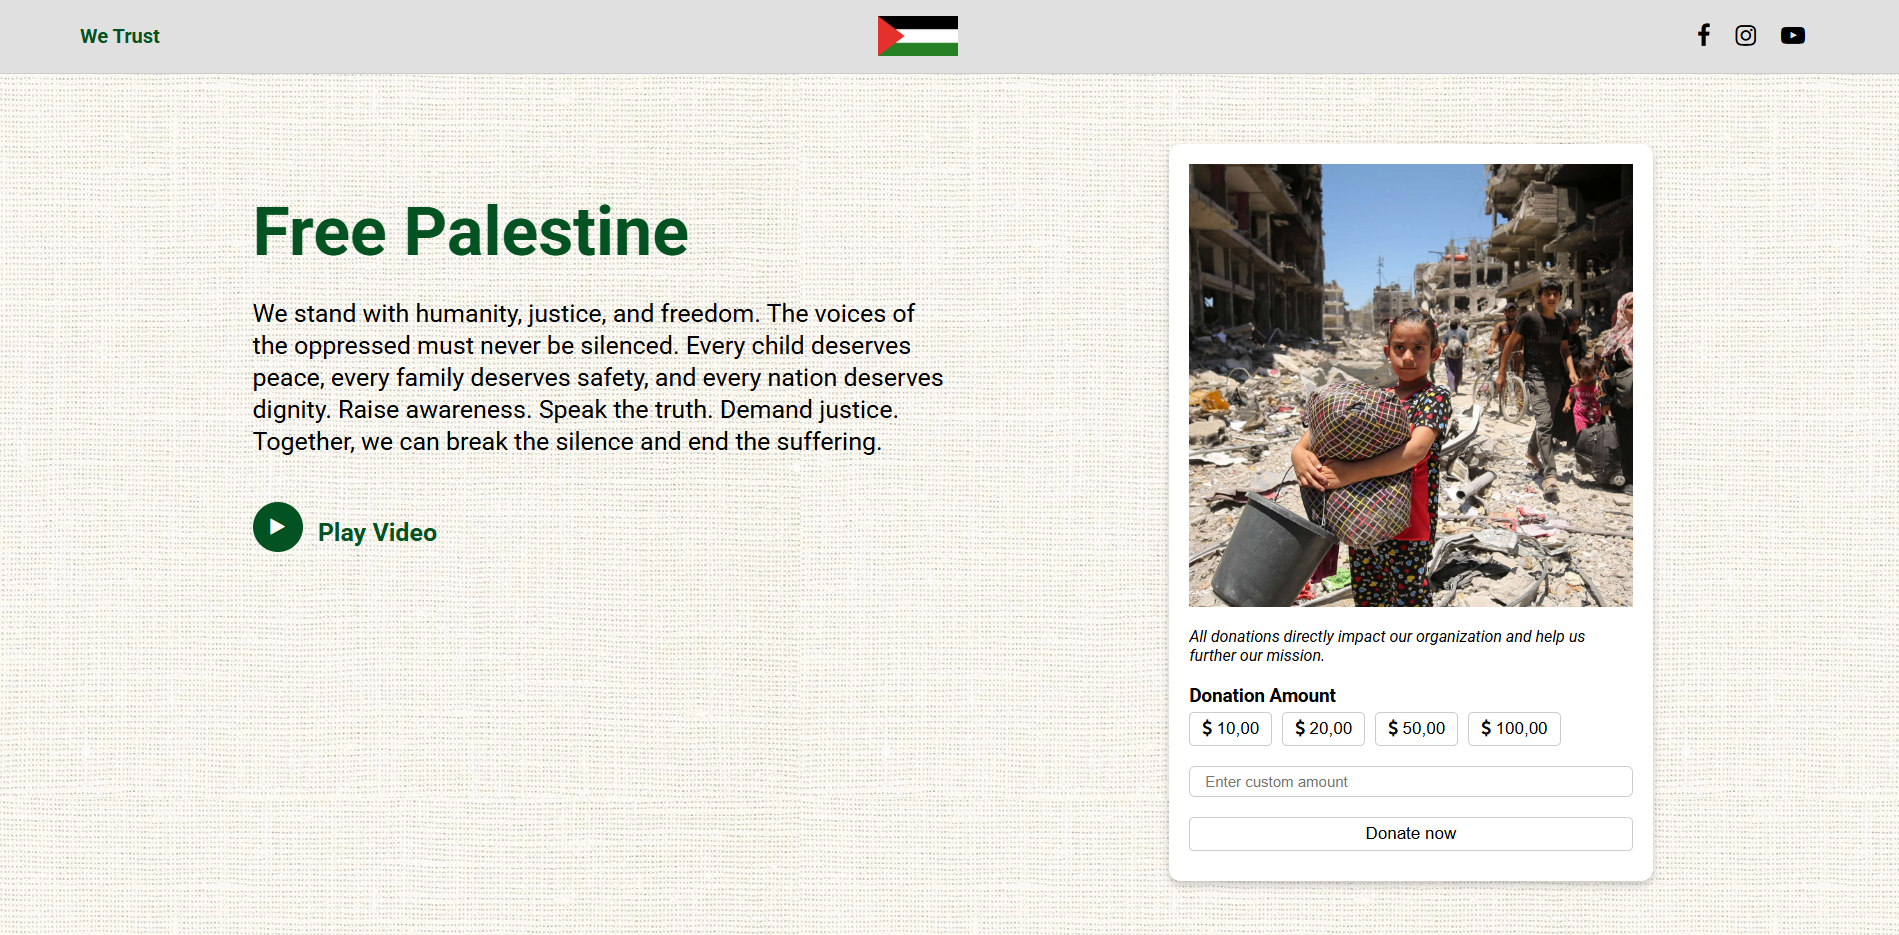 We Trust
Free Palestine
We stand with humanity, justice, and freedom. The voices of
the oppressed must never be silenced. Every child deserves
peace, every family deserves safety, and every nation deserves
dignity. Raise awareness. Speak the truth. Demand justice.
Together, we can break the silence and end the suffering.
Play Video
All donations directly impact our organization and help us
further our mission.
Donation Amount
$ 10,00 $ 20,00 $ 50,00 $ 100,00
Enter custom amount
Donate now